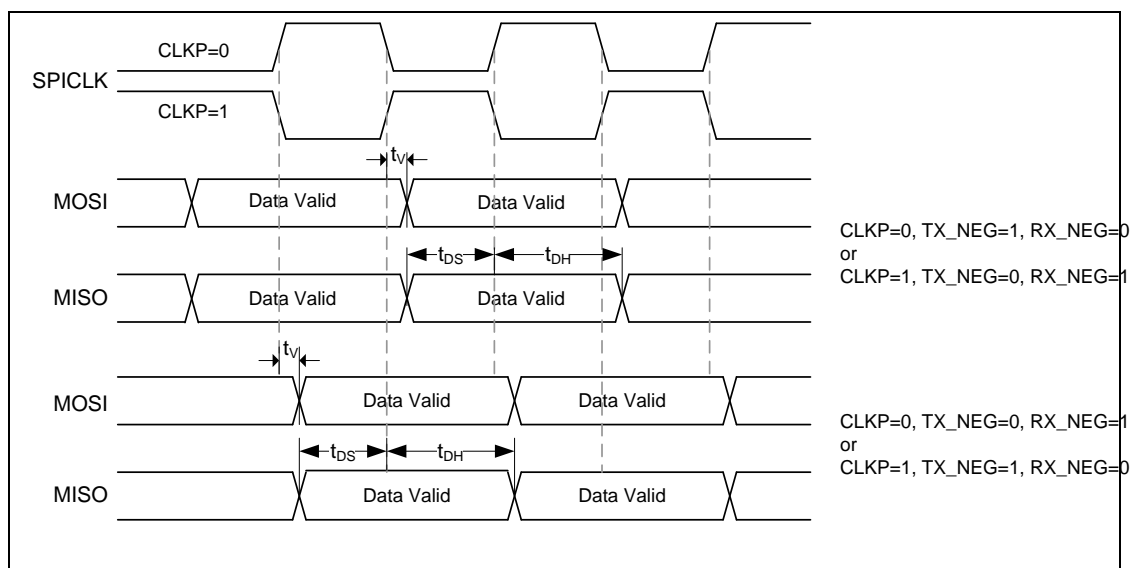 CLKP=0
SPICLK
CLKP=1
tV
MOSI
Data Valid
Data Valid
CLKP=0, TX_NEG=1, RX_NEG=0
or
CLKP=1, TX_NEG=0, RX_NEG=1
tDS
tDH
MISO
Data Valid
Data Valid
tV
MOSI
Data Valid
Data Valid
CLKP=0, TX_NEG=0, RX_NEG=1
or
CLKP=1, TX_NEG=1, RX_NEG=0
tDS
tDH
MISO
Data Valid
Data Valid